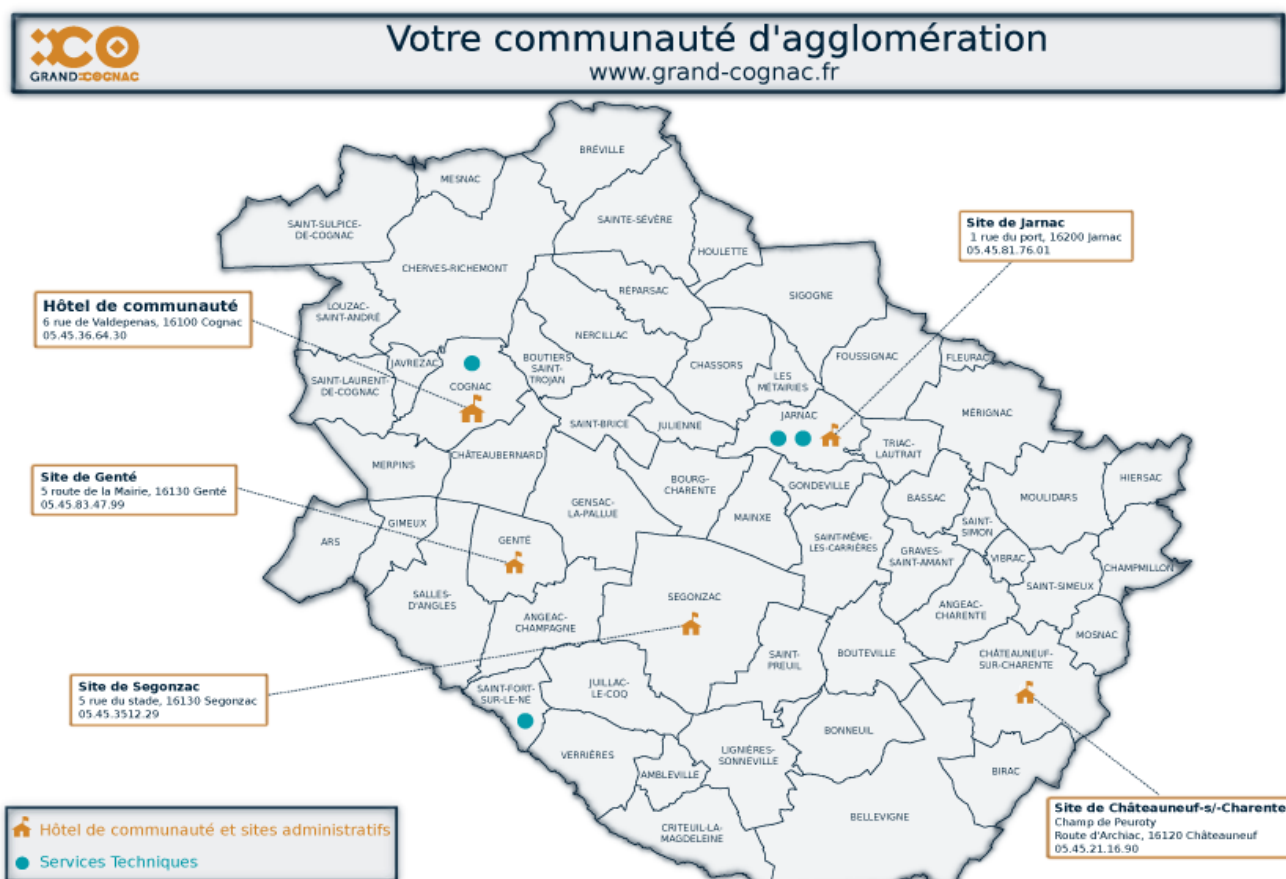 GRAND COGNAC
Votre communauté d'agglomération
www.grand-cognac.fr
BRÉVILLE
MESNAC
SAINT-SULPICE-
DE-COGNAC
SAINTE-SÉVÈRE
HOULETTE
CHERVES-RICHEMONT
Site de Jarnac
1 rue du port, 16200 Jarnac
05.45.81.76.01
RÉPARSAC
SIGOGNE
Hôtel de communauté
6 rue de Valdepenas, 16100 Cognac
05.45.36.64.30
LOUZAC-
SAINT-ANDRÉ
NERCILLAC
JAVREZAC
BOUTIERS
SAINT-
TROJAN
CHASSORS
LES
MÉTAIRIES
FOUSSIGNAC
FLEURAC
SAINT-LAURENT-
DE-COGNAC
COGNAC
SAINT-BRICE
JULIENNE
JARNAC
MÉRIGNAC
TRIAC-
LAUTRAIT
MERPINS
CHÂTEAUBERNARD
Site de Genté
5 route de la Mairie, 16130 Genté
05.45.83.47.99
BOURG-
CHARENTE
GONDEVILLE
BASSAC
MOULIDARS
HIERSAC
GENSAC-
LA-PALLUE
MAINXE
ARS
GIMEUX
GENTÉ
SAINT-MÊME-
LES-CARRIÈRES
SAINT-
SIMON
GRAVES-
SAINT-AMANT
VIBRAC
CHAMPMILLON
SAINT-SIMEUX
SALLES-
D'ANGLES
SEGONZAC
ANGEAC-
CHAMPAGNE
ANGEAC-
CHARENTE
MOSNAC
SAINT-
PREUIL
BOUTEVILLE
CHÂTEAUNEUF-
SUR-CHARENTE
Site de Segonzac
5 rue du stade, 16130 Segonzac
05.45.3512.29
SAINT-FORT-
SUR-LE-NÉ
JUILLAC-
LE-COQ
BONNEUIL
VERRIÈRES
LIGNIÈRES-
SONNEVILLE
AMBLEVILLE
BIRAC
BELLEVIGNE
CRITEUIL-LA-
MAGDELEINE
Site de Châteauneuf-s/-Charente
Champ de Peuroty
Route d'Archiac, 16120 Châteauneuf
05.45.21.16.90
Hôtel de communauté et sites administratifs
Services Techniques